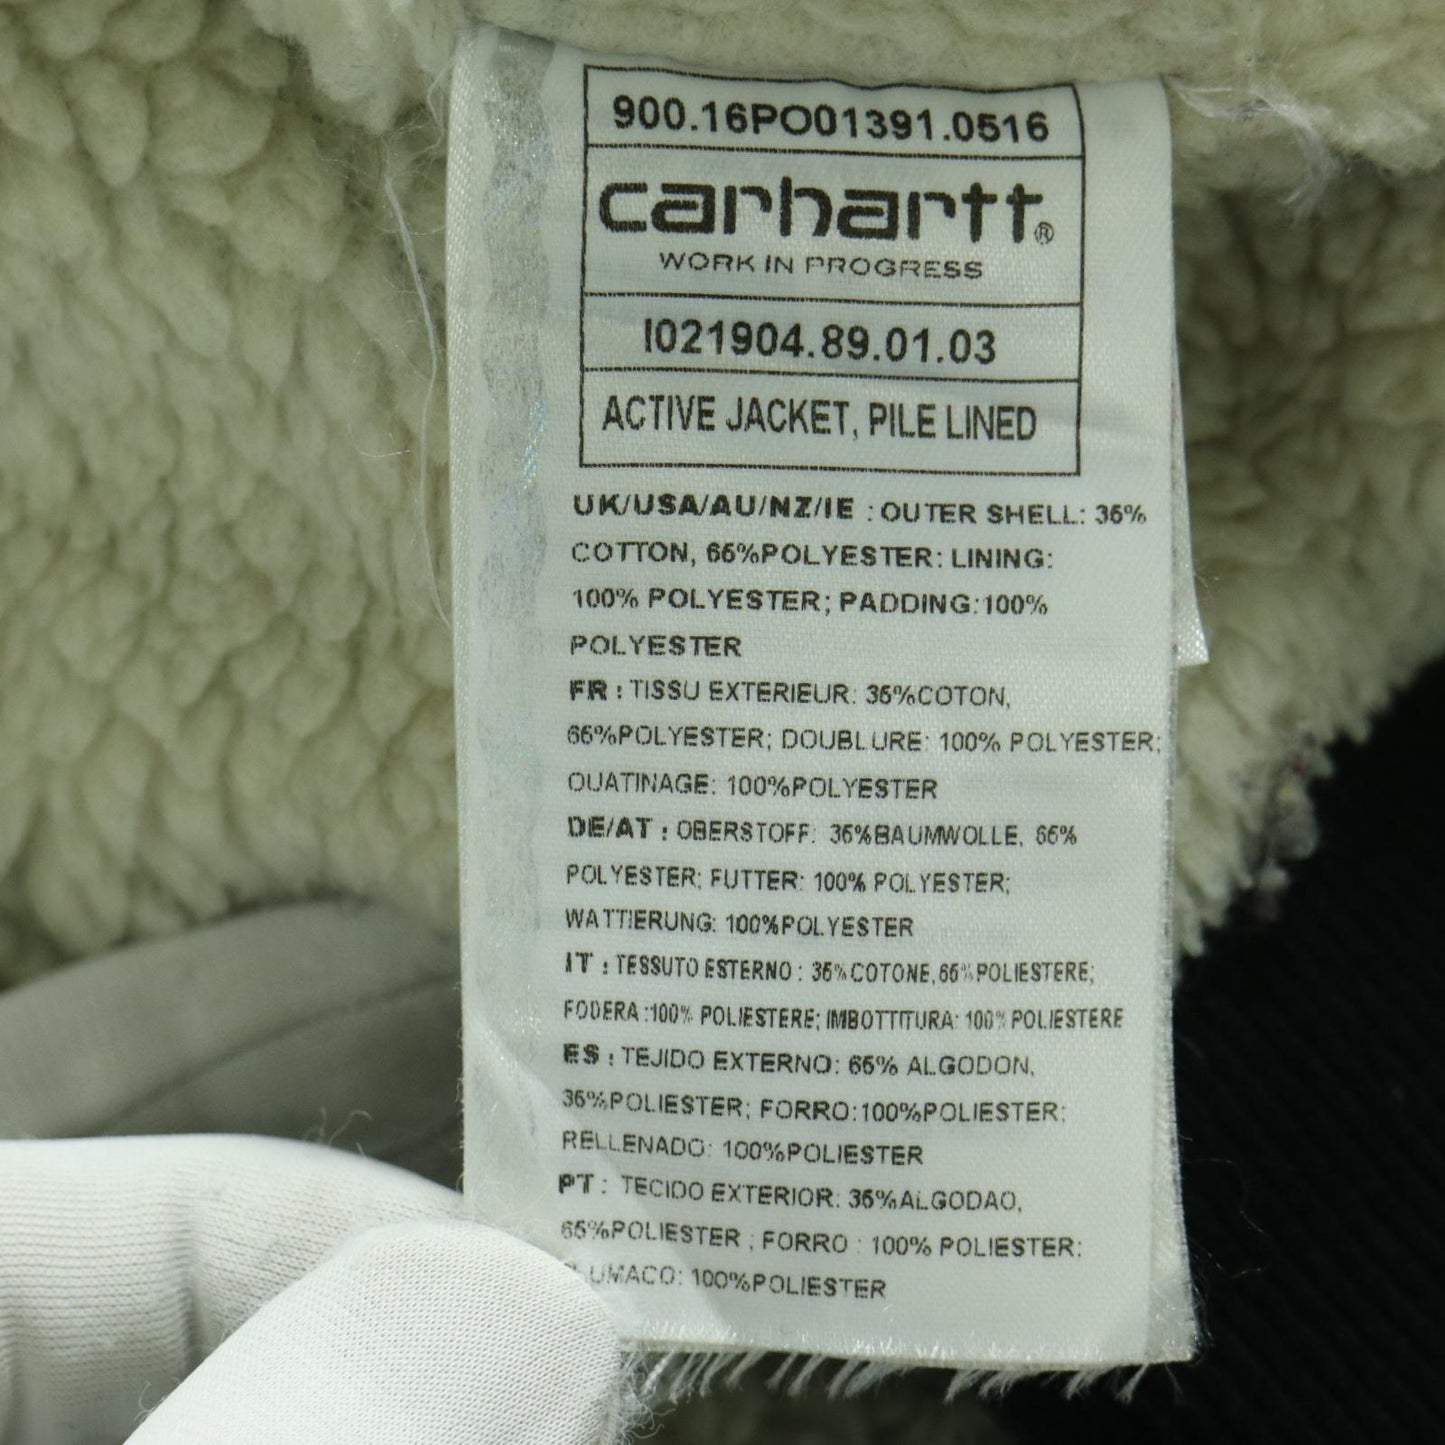 900.16PO01391.0516
carhartt®
WORK IN PROGRESS
I021904.89.01.03
ACTIVE JACKET, PILE LINED
UK/USA/AU/NZ/IE : OUTER SHELL: 35%
COTTON, 65%POLYESTER; LINING:
100% POLYESTER; PADDING:100%
POLYESTER
FR : TISSU EXTERIEUR: 35%COTON,
65%POLYESTER; DOUBLURE: 100% POLYESTER;
OUATINAGE: 100%POLYESTER
DE/AT : OBERSTOFF: 35%BAUMWOLLE, 65%
POLYESTER; FUTTER: 100% POLYESTER;
WATTIERUNG: 100%POLYESTER
IT : TESSUTO ESTERNO : 35%COTONE,65%POLIESTERE;
FODERA :100% POLIESTERE; IMBOTTITURA: 100%POLIESTERE
ES : TEJIDO EXTERNO: 65% ALGODON,
35%POLIESTER; FORRO:100%POLIESTER;
RELLENADO: 100%POLIESTER
PT : TECIDO EXTERIOR: 35%ALGODAO,
65%POLIESTER ; FORRO : 100% POLIESTER;
100%POLIESTER